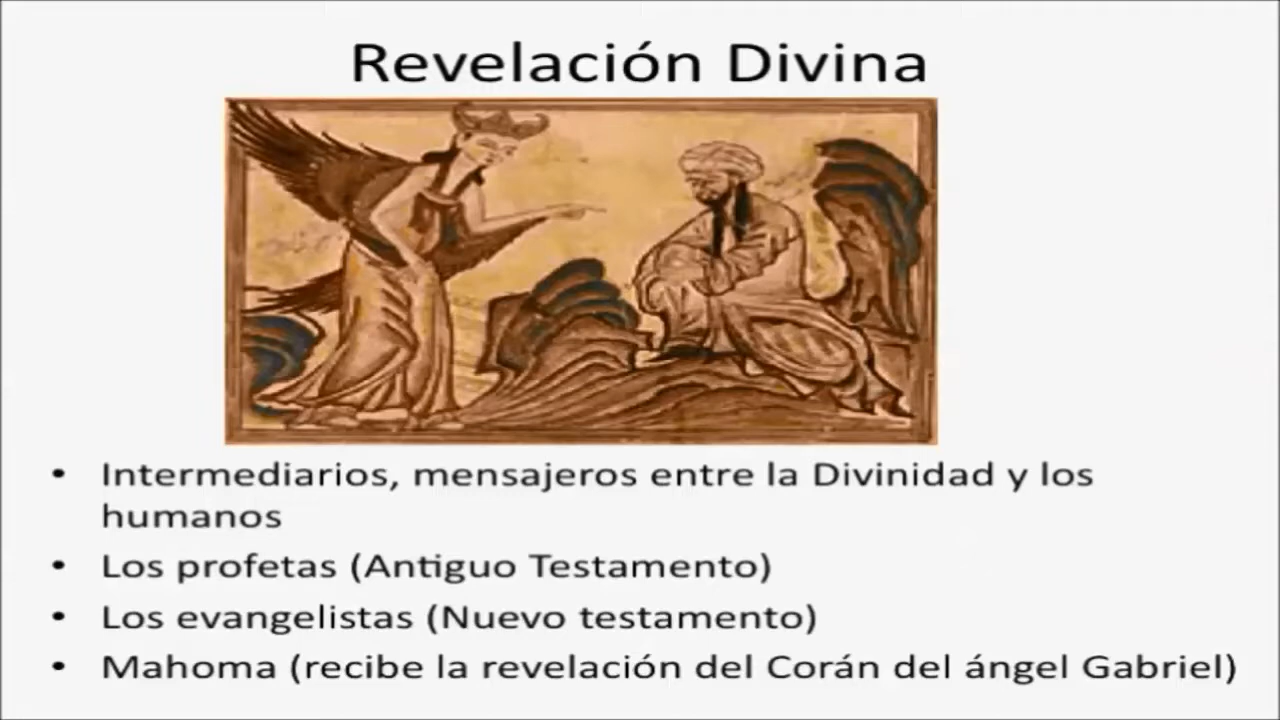 Revelación Divina
• Intermediarios, mensajeros entre la Divinidad y los
humanos
• Los profetas (Antiguo Testamento)
• Los evangelistas (Nuevo testamento)
• Mahoma (recibe la revelación del Corán del ángel Gabriel)